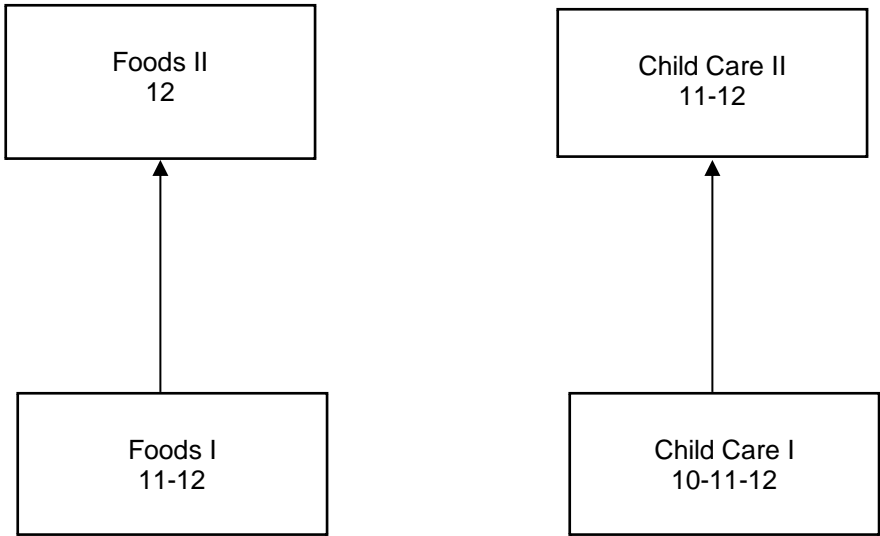 Foods II
12
Child Care II
11-12
Foods I
11-12
Child Care I
10-11-12